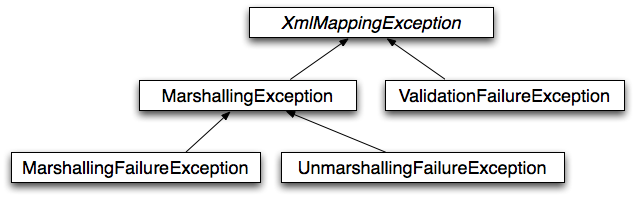 XmlMappingException
MarshallingException
ValidationFailureException
MarshallingFailureException
UnmarshallingFailureException